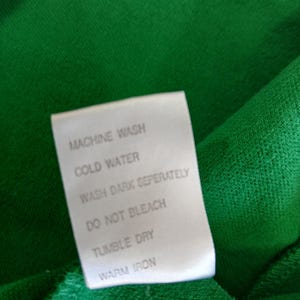 MACHINE WASH
COLD WATER
WASH DARK SEPERATELY
DO NOT BLEACH
TUMBLE DRY
WARM IRON